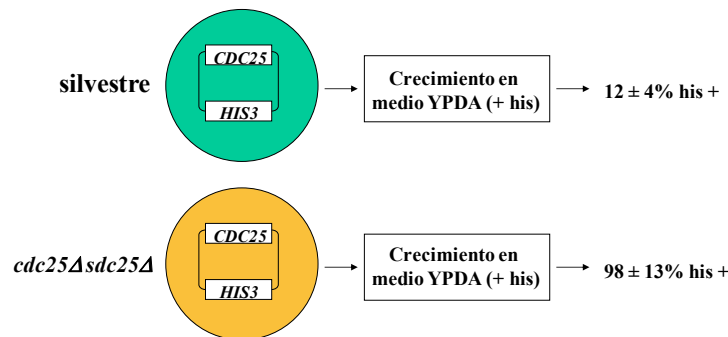 silvestre
CDC25
HIS3
Crecimiento en
medio YPDA (+ his)
12 ± 4% his +
cdc25Δsdc25Δ
CDC25
HIS3
Crecimiento en
medio YPDA (+ his)
98 ± 13% his +